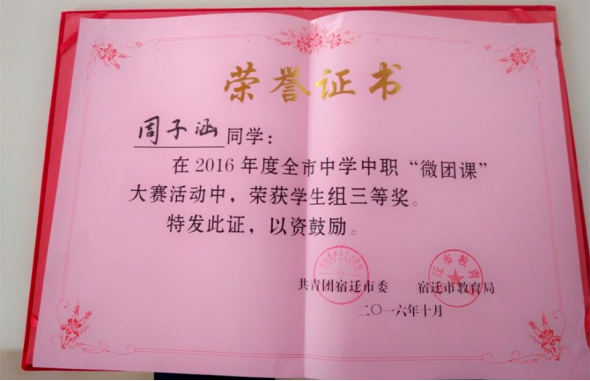 荣誉证书
周子涵同学：
在2016年度全市中学中职“微团课”
大赛活动中，荣获学生组三等奖。
特发此证，以资鼓励。
共青团宿迁市委 宿迁市教育局
二〇一六年十月